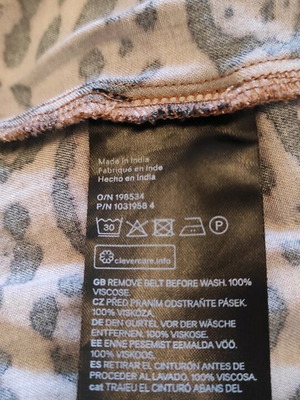 Made in India
Fabriqué en Inde
Hecho en India
O/N 198534
P/N 1031958 4
30
P
clevercare.info
GB REMOVE BELT BEFORE WASH. 100%
VISCOSE.
CZ PŘED PRANÍM ODSTRAŇTE PÁSEK.
100% VISKÓZA.
DE DEN GÜRTEL VOR DER WÄSCHE
ENTFERNEN. 100% VISKOSE.
EE ENNE PESEMIST EEMALDA VÖÖ.
100% VISKOOS.
ES RETIRAR EL CINTURÓN ANTES DE
PROCEDER AL LAVADO. 100% VISCOSA.
cat TRAIEU EL CINTURÓ ABANS DEL